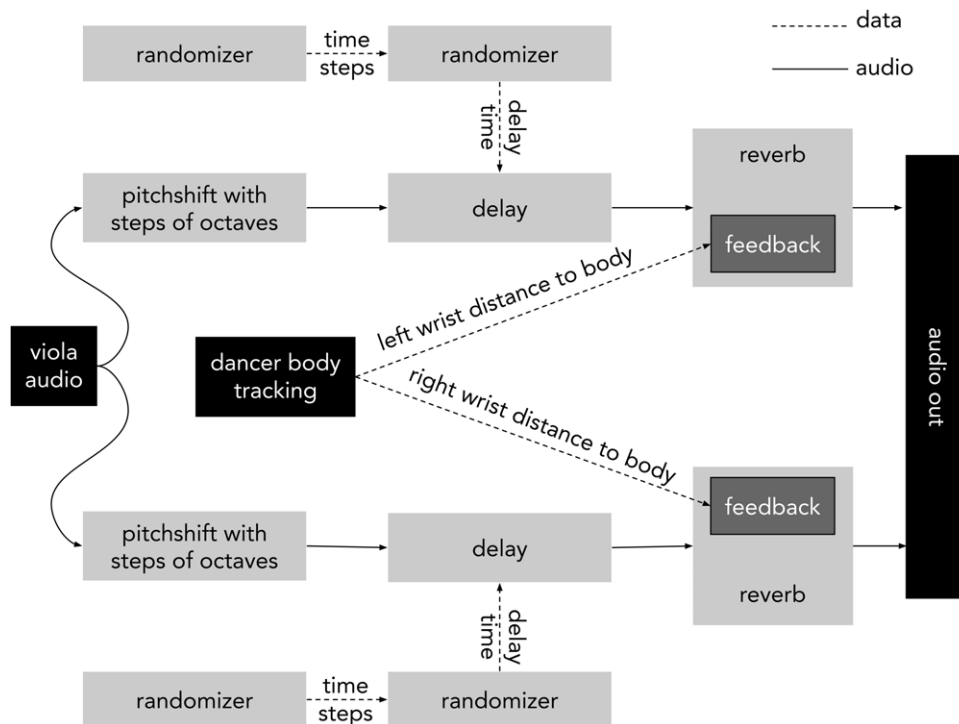 data
audio
randomizer
time
steps
randomizer
delay
time
reverb
pitchshift with
steps of octaves
delay
feedback
left wrist distance to body
viola
audio
dancer body
tracking
right wrist distance to body
audio out
feedback
pitchshift with
steps of octaves
delay
reverb
delay
time
randomizer
time
steps
randomizer